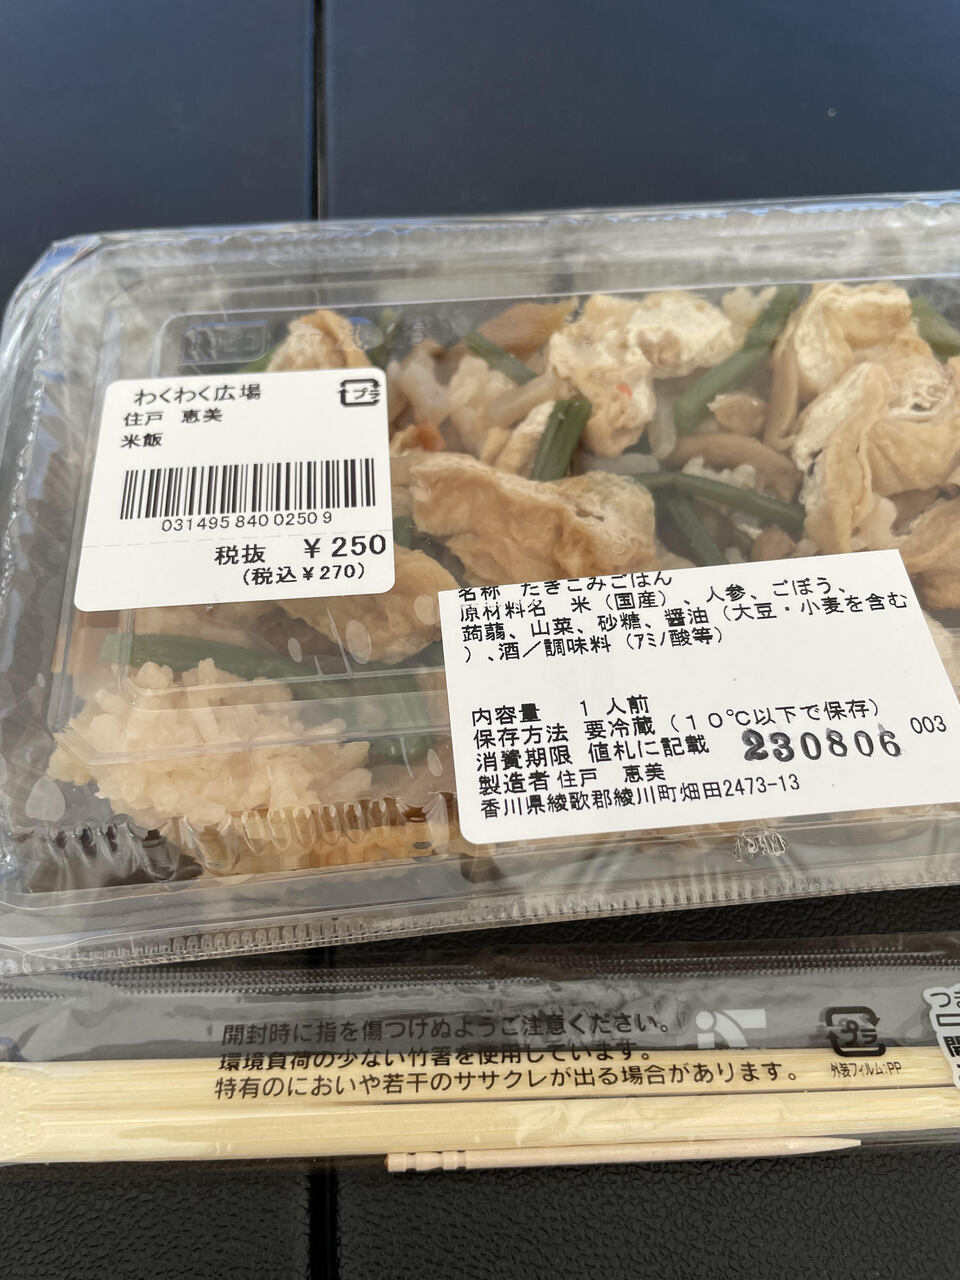 わくわく広場
プラ
住戸 恵美
米飯
031495 840 0250 9
税抜 ¥250
(税込¥270)
名称 たきこみごはん
原材料名 米（国産）、人参、ごぼう、
蒟蒻、山菜、砂糖、醤油（大豆・小麦を含む
）、酒／調味料（ｱﾐﾉ酸等）
内容量 1 人前
保存方法 要冷蔵（１０℃以下で保存）
消費期限 値札に記載 230806 003
製造者 住戸 恵美
香川県綾歌郡綾川町畑田2473-13
開封時に指を傷つけぬようご注意ください。
環境負荷の少ない竹箸を使用しています。
特有のにおいや若干のササクレが出る場合があります。
プラ
外装フィルム:PP